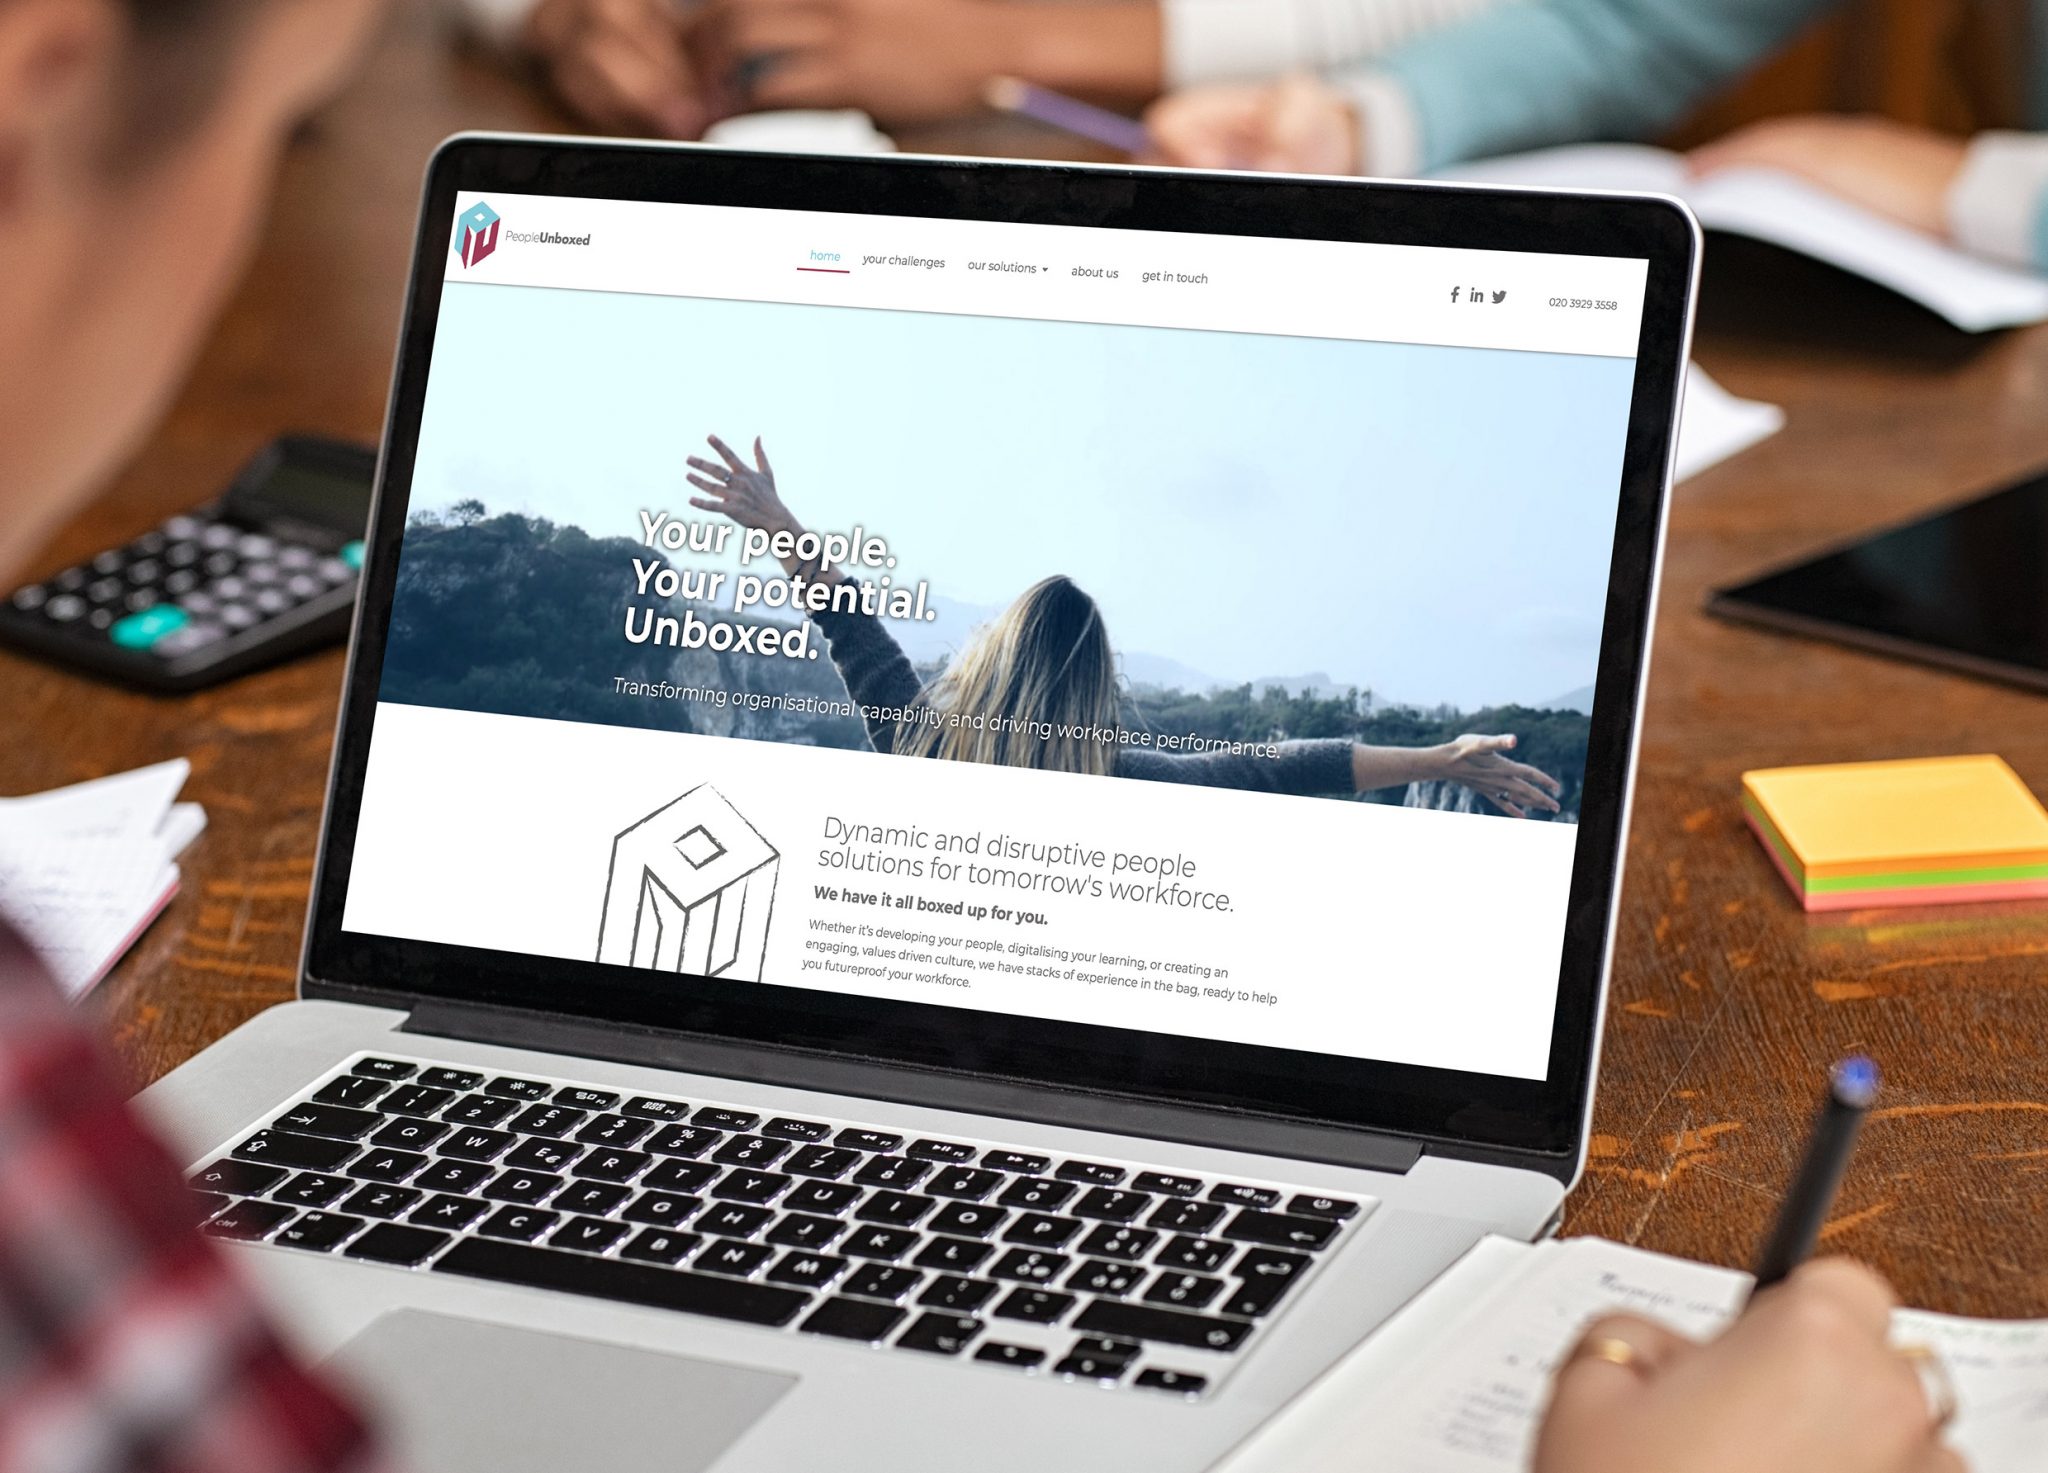 PeopleUnboxed
home your challenges our solutions about us get in touch
020 3929 3558
Your people.
Your potential.
Unboxed.
Transforming organisational capability and driving workplace performance.
Dynamic and disruptive people
solutions for tomorrow's workforce.
We have it all boxed up for you.
Whether it's developing your people, digitalising your learning, or creating an
engaging, values driven culture, we have stacks of experience in the bag, ready to help
you futureproof your workforce.
esc
Q W E R T Y U I O P
A S D F G H J K L
Z X C V B N M